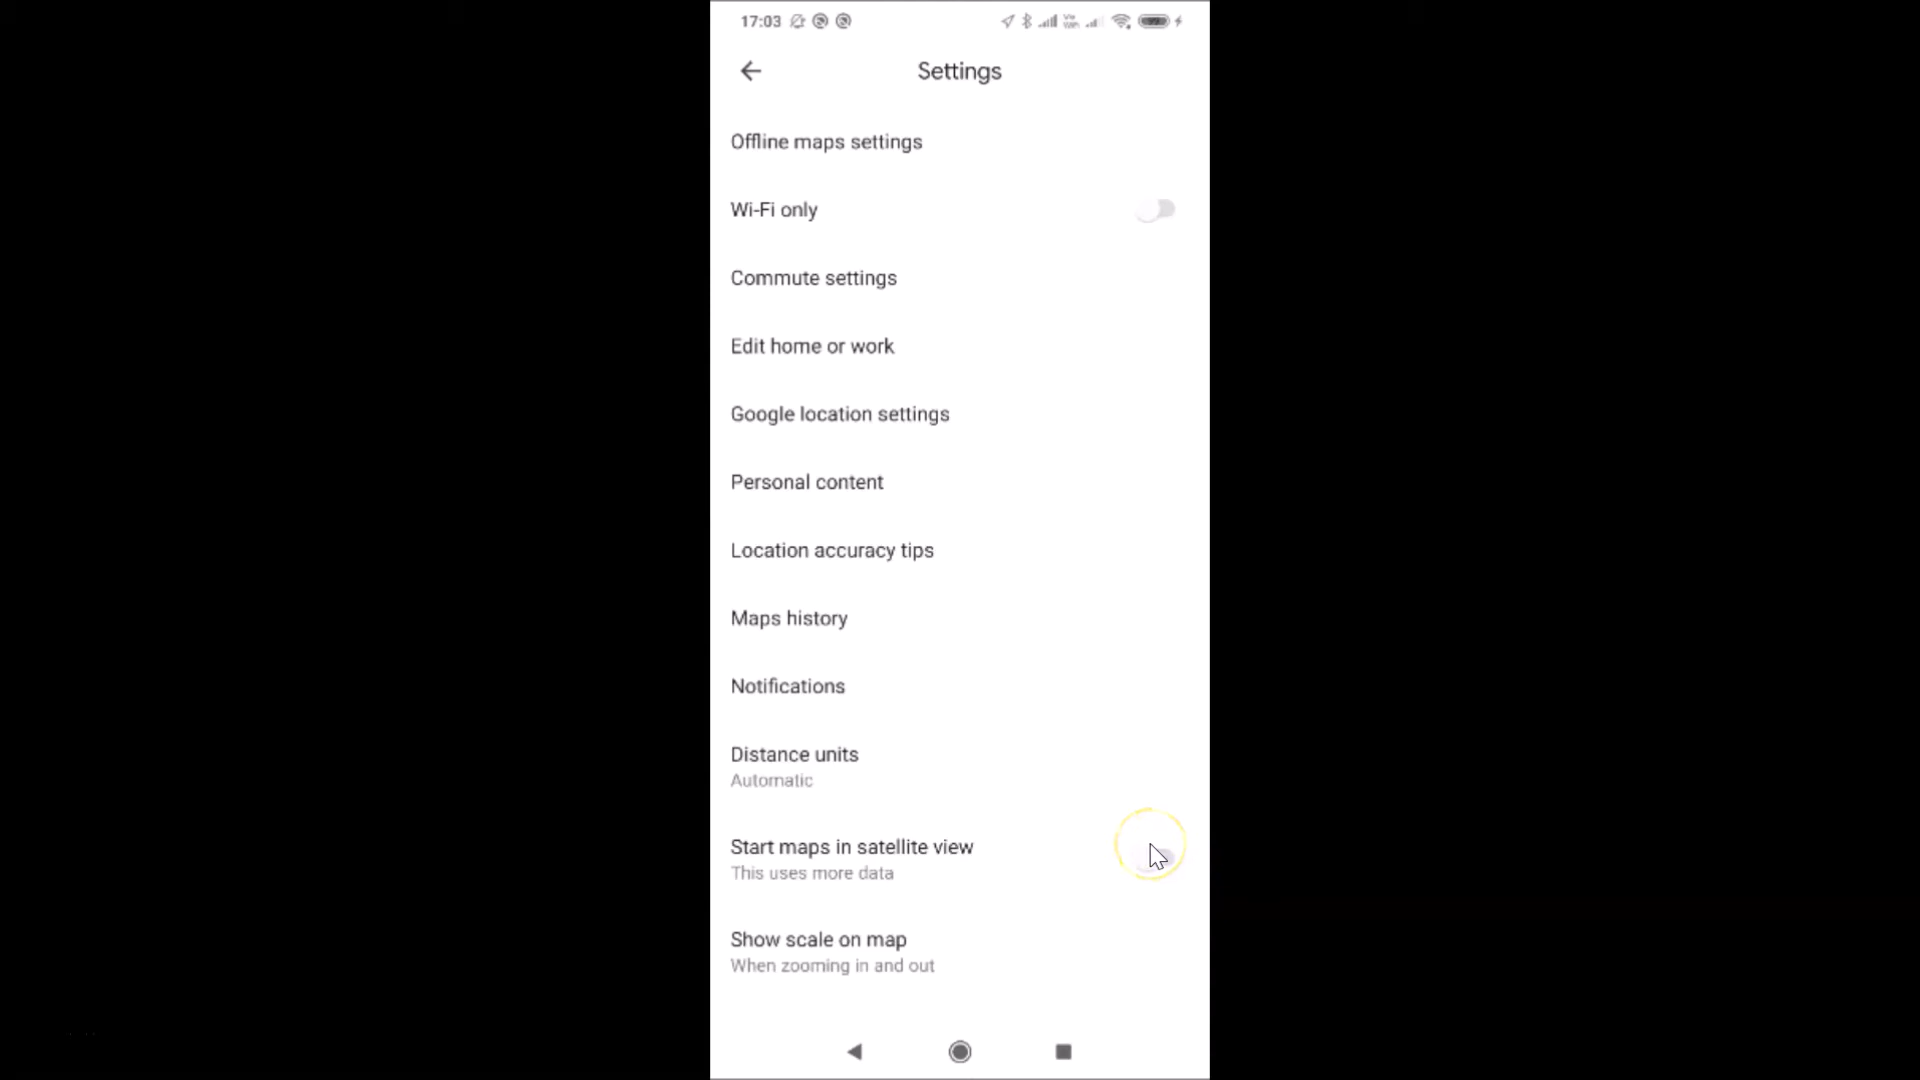 17:03
Settings
Offline maps settings
Wi-Fi only
Commute settings
Edit home or work
Google location settings
Personal content
Location accuracy tips
Maps history
Notifications
Distance units
Automatic
Start maps in satellite view
This uses more data
Show scale on map
When zooming in and out